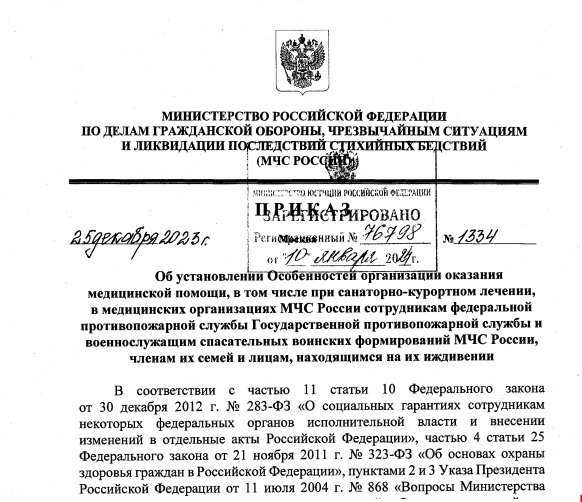 МИНИСТЕРСТВО РОССИЙСКОЙ ФЕДЕРАЦИИ
ПО ДЕЛАМ ГРАЖДАНСКОЙ ОБОРОНЫ, ЧРЕЗВЫЧАЙНЫМ СИТУАЦИЯМ
И ЛИКВИДАЦИИ ПОСЛЕДСТВИЙ СТИХИЙНЫХ БЕДСТВИЙ
(МЧС РОССИИ)
МИНИСТЕРСТВО ЮСТИЦИИ РОССИЙСКОЙ ФЕДЕРАЦИИ
ПРИКАЗ
ЗАРЕГИСТРИРОВАНО
25 декабря 2023 г.
Москва
Регистрационный № 76798
№ 1334
от "10" января 2024 г.
Об установлении Особенностей организации оказания
медицинской помощи, в том числе при санаторно-курортном лечении,
в медицинских организациях МЧС России сотрудникам федеральной
противопожарной службы Государственной противопожарной службы и
военнослужащим спасательных воинских формирований МЧС России,
членам их семей и лицам, находящимся на их иждивении
В соответствии с частью 11 статьи 10 Федерального закона
от 30 декабря 2012 г. № 283-ФЗ «О социальных гарантиях сотрудникам
некоторых федеральных органов исполнительной власти и внесении
изменений в отдельные акты Российской Федерации», частью 4 статьи 25
Федерального закона от 21 ноября 2011 г. № 323-ФЗ «Об основах охраны
здоровья граждан в Российской Федерации», пунктами 2 и 3 Указа Президента
Российской Федерации от 11 июля 2004 г. № 868 «Вопросы Министерства